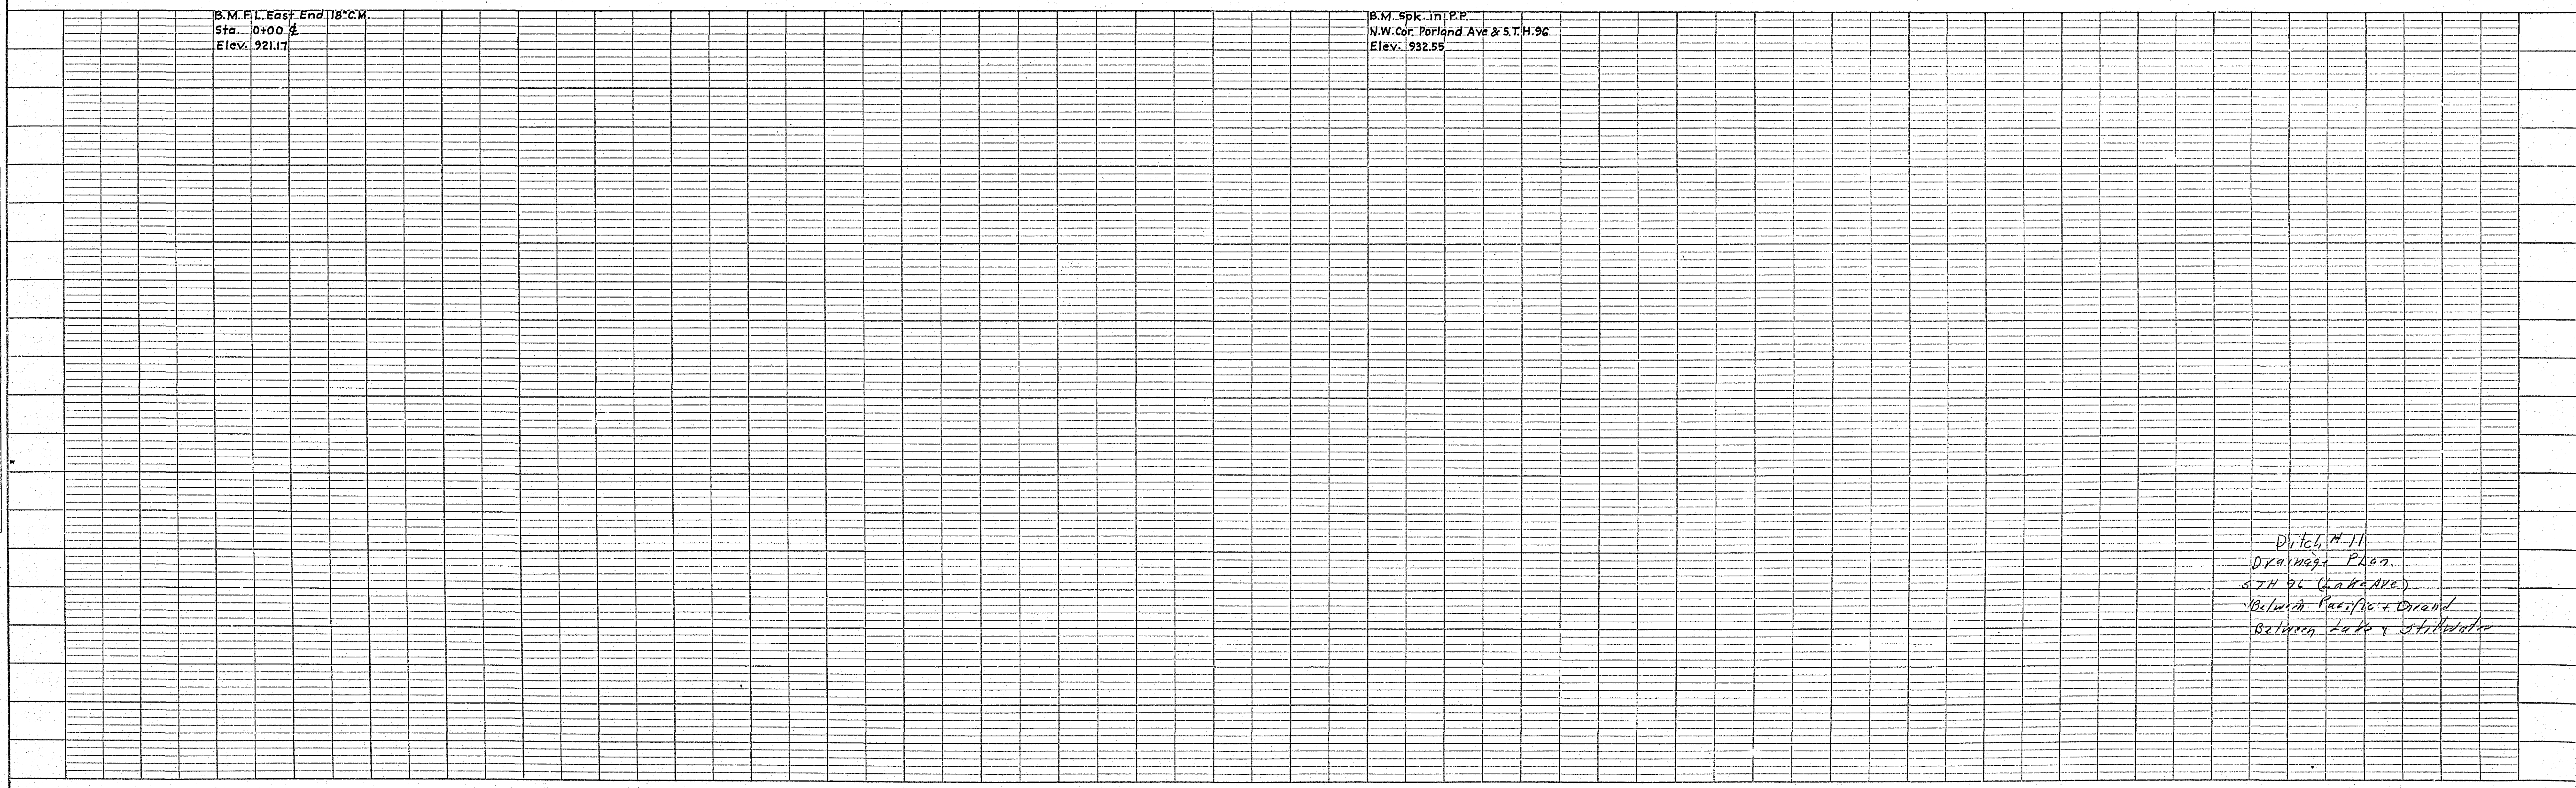 B.M. F.L. East End 18" C.M.
Sta. 0+00 ⅊
Elev. 921.17
B.M. Spk. in P.P.
N.W. Cor. Porland Ave & S.T.H. 96
Elev. 932.55
Ditch # 11
Drainage Plan
STH 96 (Lake Ave)
Between Pacific + Grand
Between Lake & Stillwater